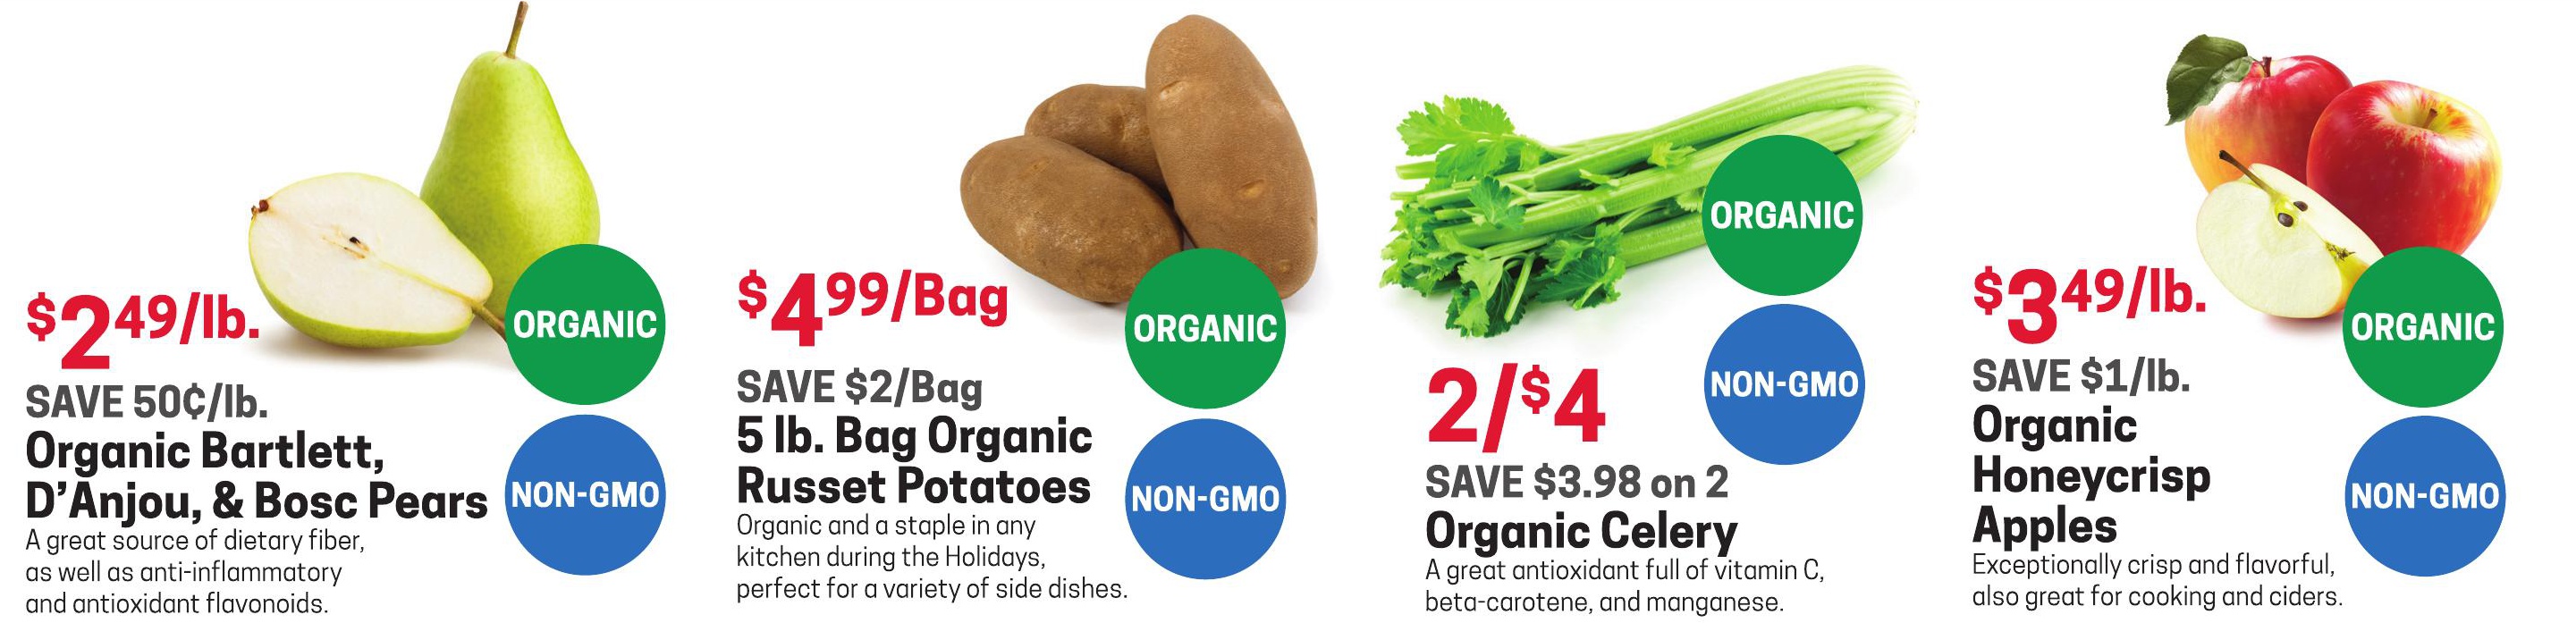 $2 49/lb.
SAVE 50¢/lb.
Organic Bartlett,
D'Anjou, & Bosc Pears
A great source of dietary fiber,
as well as anti-inflammatory
and antioxidant flavonoids.
ORGANIC
NON-GMO
$4 99/Bag
SAVE $2/Bag
5 lb. Bag Organic
Russet Potatoes
Organic and a staple in any
kitchen during the Holidays,
perfect for a variety of side dishes.
ORGANIC
NON-GMO
2/$4
SAVE $3.98 on 2
Organic Celery
A great antioxidant full of vitamin C,
beta-carotene, and manganese.
ORGANIC
NON-GMO
$3 49/lb.
SAVE $1/lb.
Organic
Honeycrisp
Apples
Exceptionally crisp and flavorful,
also great for cooking and ciders.
ORGANIC
NON-GMO